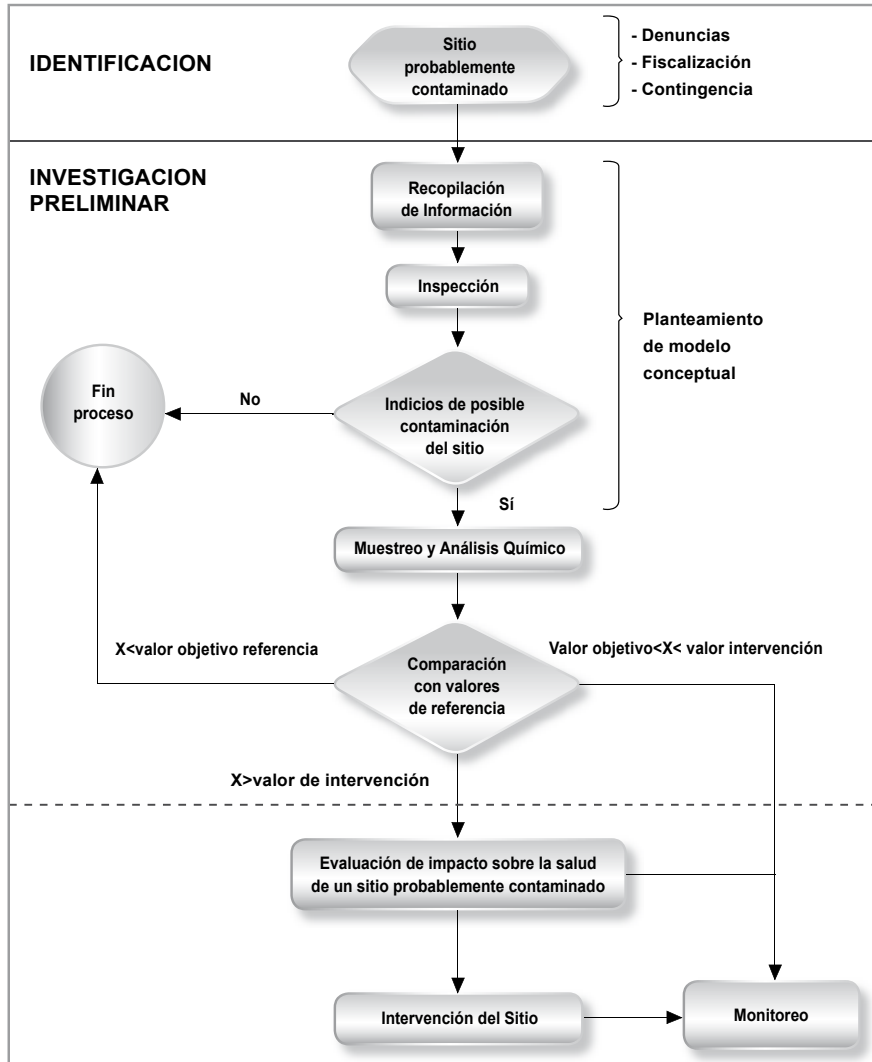 IDENTIFICACION
Sitio
probablemente
contaminado
- Denuncias
- Fiscalización
- Contingencia
INVESTIGACION
PRELIMINAR
Recopilación
de Información
Inspección
Planteamiento
de modelo
conceptual
Indicios de posible
contaminación
del sitio
No
Fin
proceso
Sí
Muestreo y Análisis Químico
X<valor objetivo referencia
Valor objetivo<X< valor intervención
Comparación
con valores
de referencia
X>valor de intervención
Evaluación de impacto sobre la salud
de un sitio probablemente contaminado
Intervención del Sitio
Monitoreo